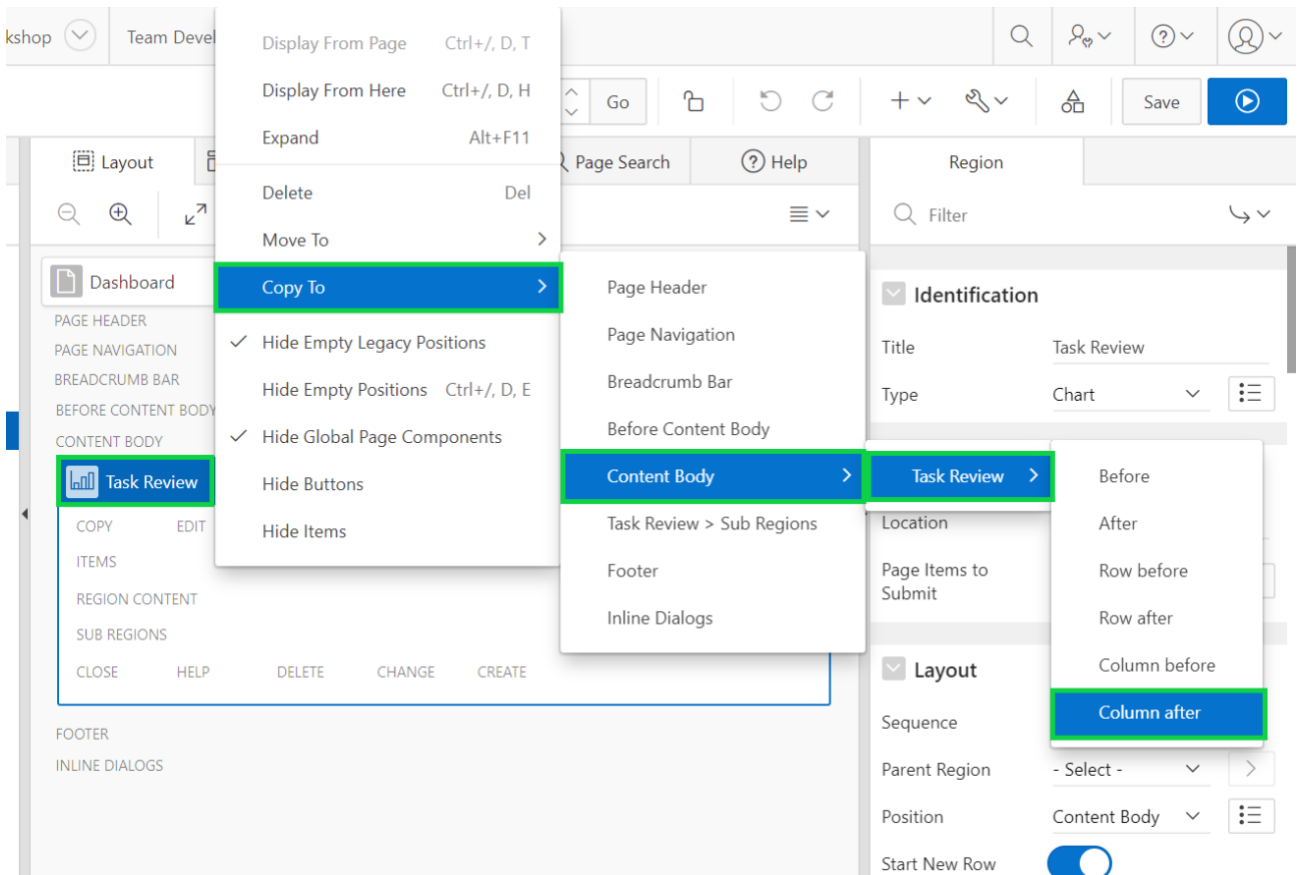 kshop
Team Devel
Go
Save
Display From Page Ctrl+/, D, T
Display From Here Ctrl+/, D, H
Expand Alt+F11
Delete Del
Move To
Copy To
Hide Empty Legacy Positions
Hide Empty Positions Ctrl+/, D, E
Hide Global Page Components
Hide Buttons
Hide Items
Layout
Page Search
Help
Dashboard
PAGE HEADER
PAGE NAVIGATION
BREADCRUMB BAR
BEFORE CONTENT BODY
CONTENT BODY
Task Review
COPY EDIT
ITEMS
REGION CONTENT
SUB REGIONS
CLOSE HELP DELETE CHANGE CREATE
FOOTER
INLINE DIALOGS
Page Header
Page Navigation
Breadcrumb Bar
Before Content Body
Content Body
Task Review > Sub Regions
Footer
Inline Dialogs
Task Review
Before
After
Row before
Row after
Column before
Column after
Region
Filter
Identification
Title Task Review
Type Chart
Location
Page Items to
Submit
Layout
Sequence
Parent Region - Select -
Position Content Body
Start New Row